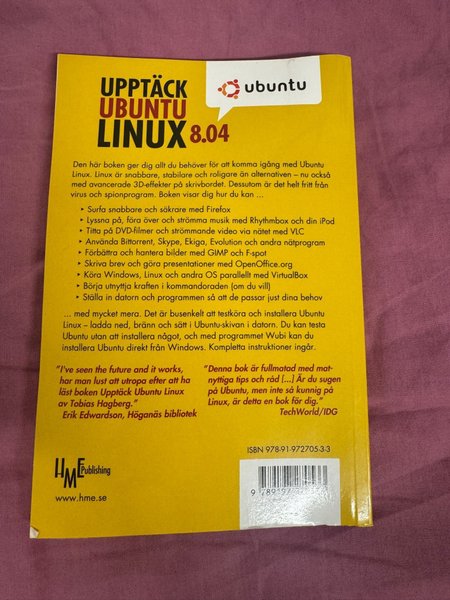 UPPTÄCK
UBUNTU
LINUX 8.04
ubuntu
Den här boken ger dig allt du behöver för att komma igång med Ubuntu
Linux. Linux är snabbare, stabilare och roligare än alternativen – nu också
med avancerade 3D-effekter på skrivbordet. Dessutom är det helt fritt från
virus och spionprogram. Boken visar dig hur du kan ...
‣ Surfa snabbare och säkrare med Firefox
‣ Lyssna på, föra över och strömma musik med Rhythmbox och din iPod
‣ Titta på DVD-filmer och strömmande video via nätet med VLC
‣ Använda Bittorrent, Skype, Ekiga, Evolution och andra nätprogram
‣ Förbättra och hantera bilder med GIMP och F-spot
‣ Skriva brev och göra presentationer med OpenOffice.org
‣ Köra Windows, Linux och andra OS parallellt med VirtualBox
‣ Börja utnyttja kraften i kommandoraden (om du vill)
‣ Ställa in datorn och programmen så att de passar just dina behov
... med mycket mera. Det är busenkelt att testköra och installera Ubuntu
Linux – ladda ned, bränn och sätt i Ubuntu-skivan i datorn. Du kan testa
Ubuntu utan att installera något, och med programmet Wubi kan du
installera Ubuntu direkt från Windows. Kompletta instruktioner ingår.
"I've seen the future and it works,
har man lust att utropa efter att ha
läst boken Upptäck Ubuntu Linux
av Tobias Hagberg."
Erik Edwardson, Höganäs bibliotek
"Denna bok är fullmatad med mat-
nyttiga tips och råd [...] Är du sugen
på Ubuntu, men inte så kunnig på
Linux, är detta en bok för dig."
TechWorld/IDG
HME Publishing
www.hme.se
ISBN 978-91-972705-3-3